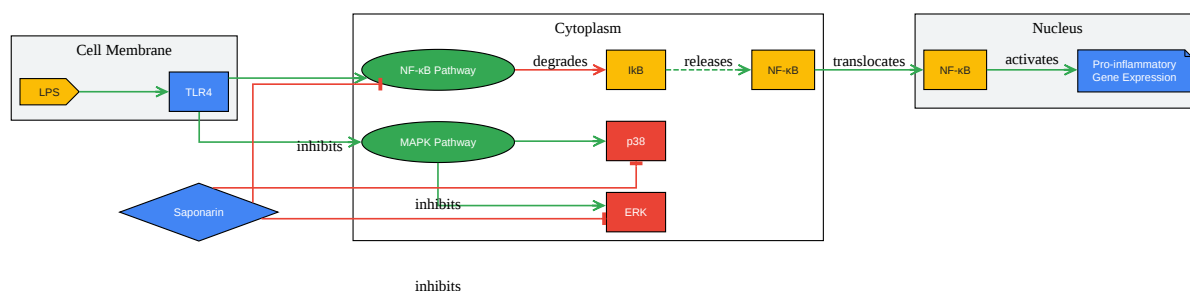 Cell Membrane
LPS
TLR4
Cytoplasm
NF-κB Pathway
degrades
IkB
releases
NF-κB
translocates
Nucleus
NF-κB
activates
Pro-inflammatory
Gene Expression
inhibits
MAPK Pathway
p38
Saponarin
inhibits
ERK
inhibits